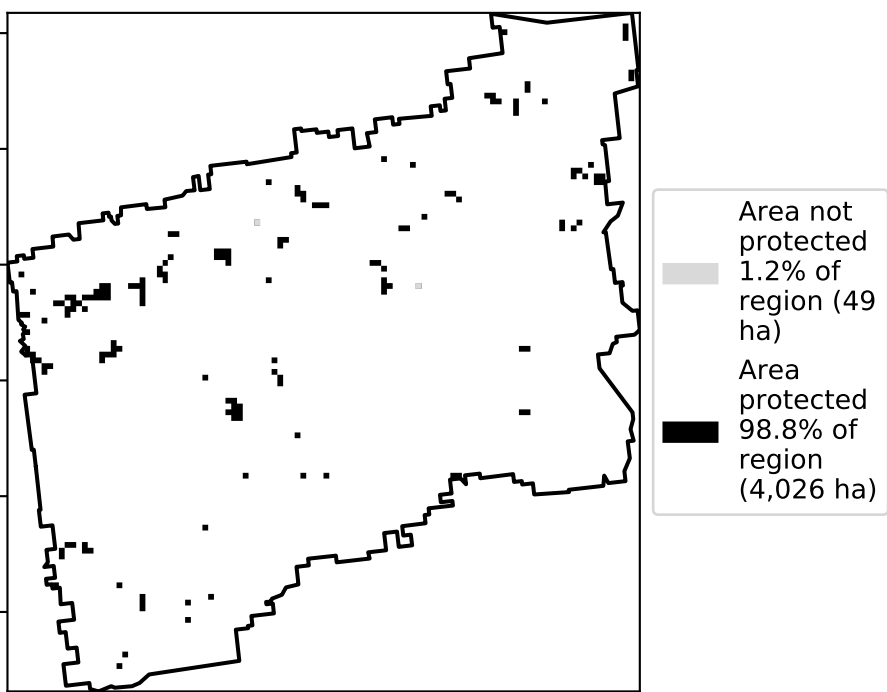 Area not
protected
1.2% of
region (49
ha)
Area
protected
98.8% of
region
(4,026 ha)